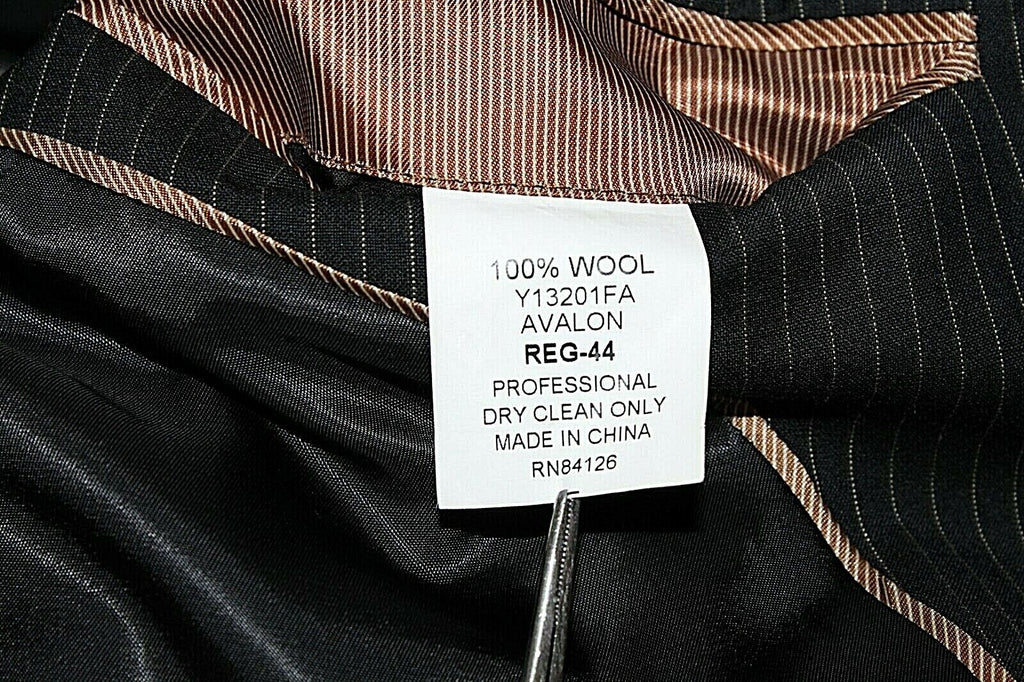 100% WOOL
Y13201FA
AVALON
REG-44
PROFESSIONAL
DRY CLEAN ONLY
MADE IN CHINA
RN84126